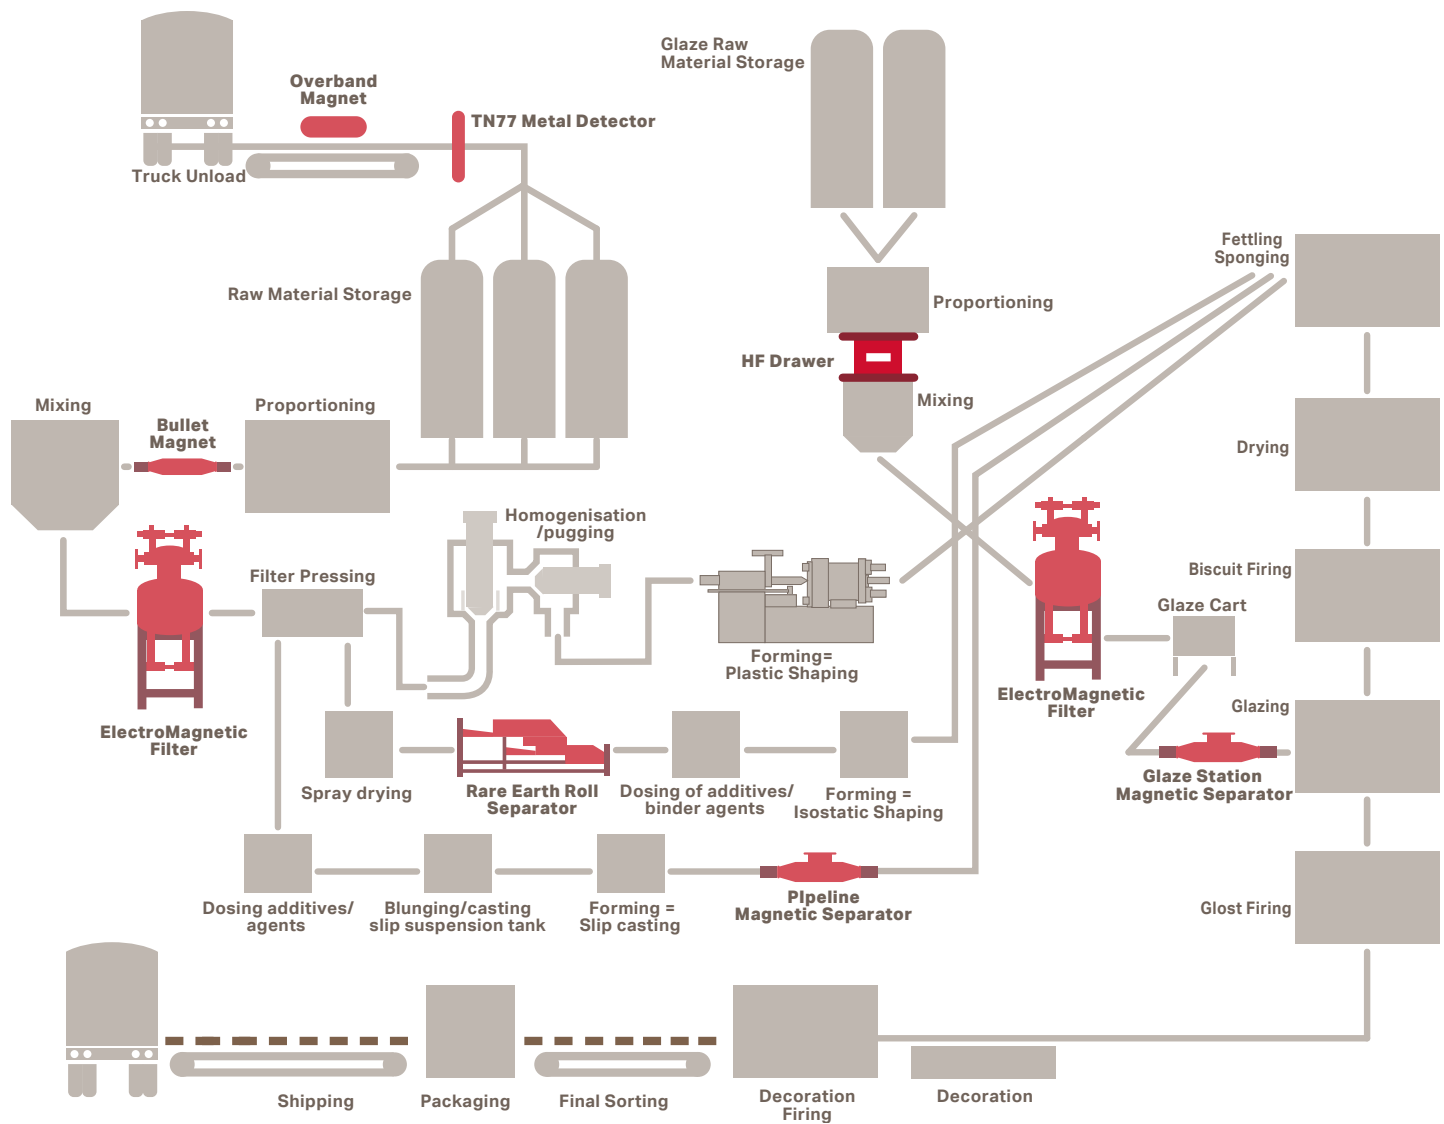 Glaze Raw
Material Storage
Overband
Magnet
TN77 Metal Detector
Truck Unload
Fettling
Sponging
Raw Material Storage
Proportioning
HF Drawer
Mixing
Mixing
Bullet
Magnet
Proportioning
Drying
Homogenisation
/pugging
Filter Pressing
Biscuit Firing
Glaze Cart
Forming=
Plastic Shaping
ElectroMagnetic
Filter
Glazing
ElectroMagnetic
Filter
Glaze Station
Magnetic Separator
Spray drying
Rare Earth Roll
Separator
Dosing of additives/
binder agents
Forming =
Isostatic Shaping
PIpeline
Magnetic Separator
Dosing additives/
agents
Blunging/casting
slip suspension tank
Forming =
Slip casting
Glost Firing
Shipping
Packaging
Final Sorting
Decoration
Firing
Decoration